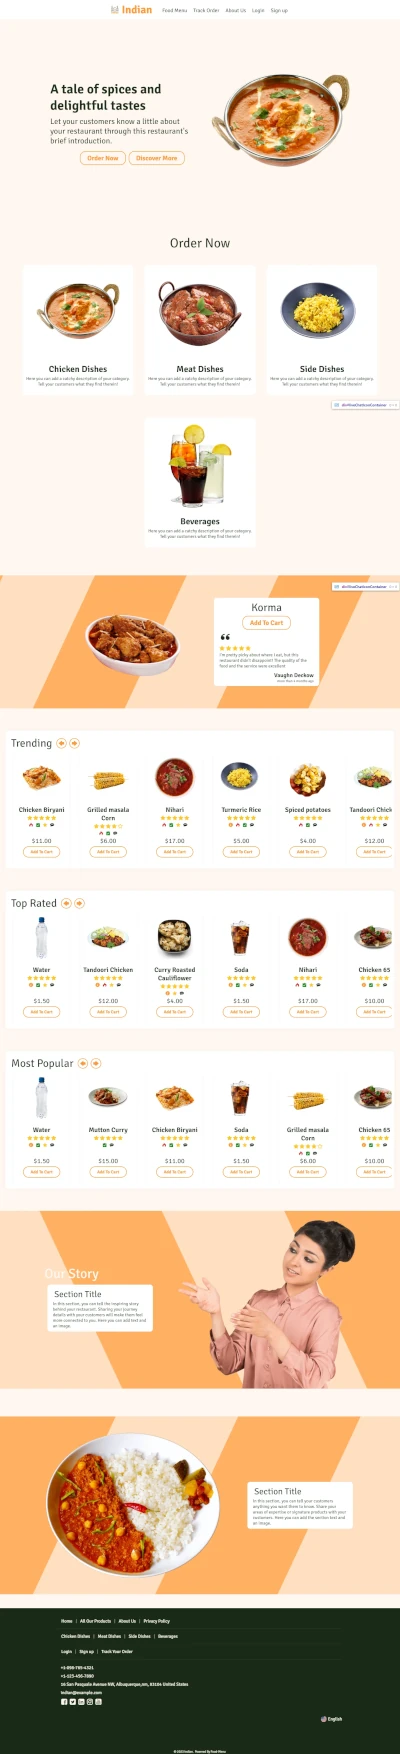 Indian
Food Menu Track Order About Us Login Sign up
A tale of spices and
delightful tastes
Let your customers know a little about
your restaurant through this restaurant's
brief introduction.
Order Now Discover More
Order Now
Chicken Dishes
Here you can add a catchy description of your category.
Tell your customers what they find therein!
Meat Dishes
Here you can add a catchy description of your category.
Tell your customers what they find therein!
Side Dishes
Here you can add a catchy description of your category.
Tell your customers what they find therein!
Beverages
Here you can add a catchy description of your category.
Tell your customers what they find therein!
Korma
Add To Cart
I'm pretty picky about where I eat, but this
restaurant didn't disappoint! The quality of the
food and the service were excellent
Vaughn Deckow
Trending
Chicken Biryani
$11.00
Add To Cart
Grilled masala
Corn
$6.00
Add To Cart
Nihari
$17.00
Add To Cart
Turmeric Rice
$5.00
Add To Cart
Spiced potatoes
$4.00
Add To Cart
Tandoori Chick
$12.00
Add To Cart
Top Rated
Water
$1.50
Add To Cart
Tandoori Chicken
$12.00
Add To Cart
Curry Roasted
Cauliflower
$4.00
Add To Cart
Soda
$1.50
Add To Cart
Nihari
$17.00
Add To Cart
Chicken 65
$10.00
Add To Cart
Most Popular
Water
$1.50
Add To Cart
Mutton Curry
$15.00
Add To Cart
Chicken Biryani
$11.00
Add To Cart
Soda
$1.50
Add To Cart
Grilled masala
Corn
$6.00
Add To Cart
Chicken 65
$10.00
Add To Cart
Our Story
Section Title
In this section, you can tell the inspiring story
behind your restaurant. Sharing your journey
details with your customers will make them feel
more connected to you. Here you can add text and
an image.
Section Title
In this section, you can tell your customers
anything you want them to know. Share your
areas of expertise or signature products with your
customers. Here you can add the section text and
an image.
Home | All Our Products | About Us | Privacy Policy
Chicken Dishes | Meat Dishes | Side Dishes | Beverages
Login | Sign up | Track Your Order
+1-898-765-4321
+1-123-456-7890
16 San Pasquale Avenue NW, Albuquerque,nm, 83104 United States
indian@example.com
English